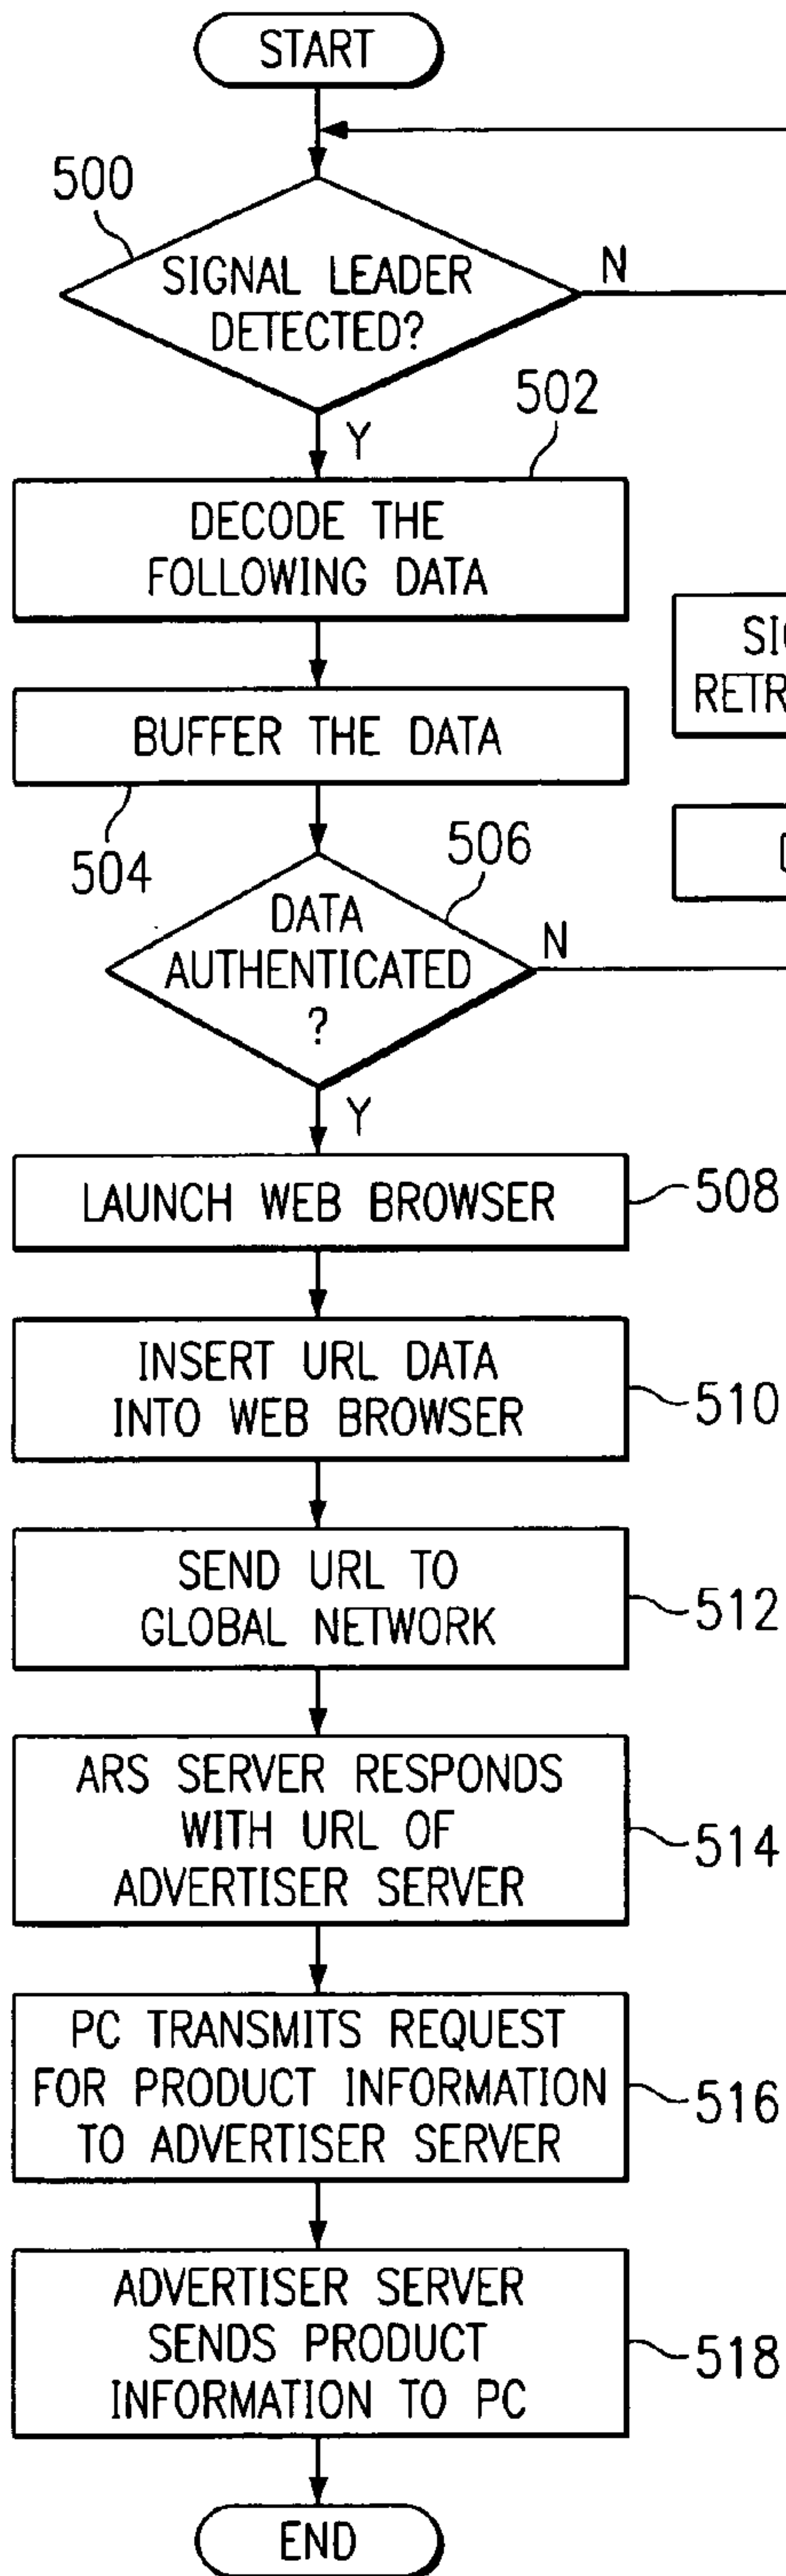 START
500
SIGNAL LEADER
DETECTED?
N
Y
502
DECODE THE
FOLLOWING DATA
BUFFER THE DATA
504
506
DATA
AUTHENTICATED
?
N
Y
LAUNCH WEB BROWSER
508
INSERT URL DATA
INTO WEB BROWSER
510
SEND URL TO
GLOBAL NETWORK
512
ARS SERVER RESPONDS
WITH URL OF
ADVERTISER SERVER
514
PC TRANSMITS REQUEST
FOR PRODUCT INFORMATION
TO ADVERTISER SERVER
516
ADVERTISER SERVER
SENDS PRODUCT
INFORMATION TO PC
518
END